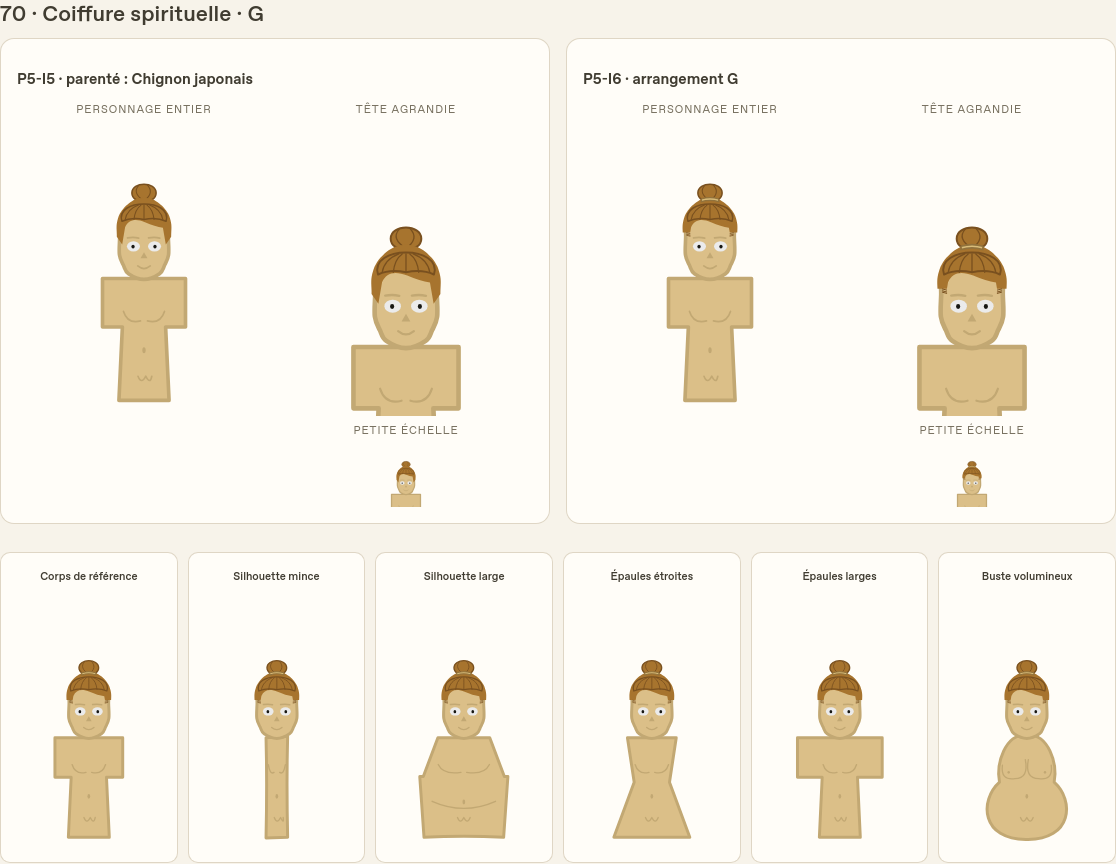 70 · Coiffure spirituelle · G
P5-I5 · parenté : Chignon japonais
PERSONNAGE ENTIER
TÊTE AGRANDIE
PETITE ÉCHELLE
P5-I6 · arrangement G
PERSONNAGE ENTIER
TÊTE AGRANDIE
PETITE ÉCHELLE
Corps de référence
Silhouette mince
Silhouette large
Épaules étroites
Épaules larges
Buste volumineux